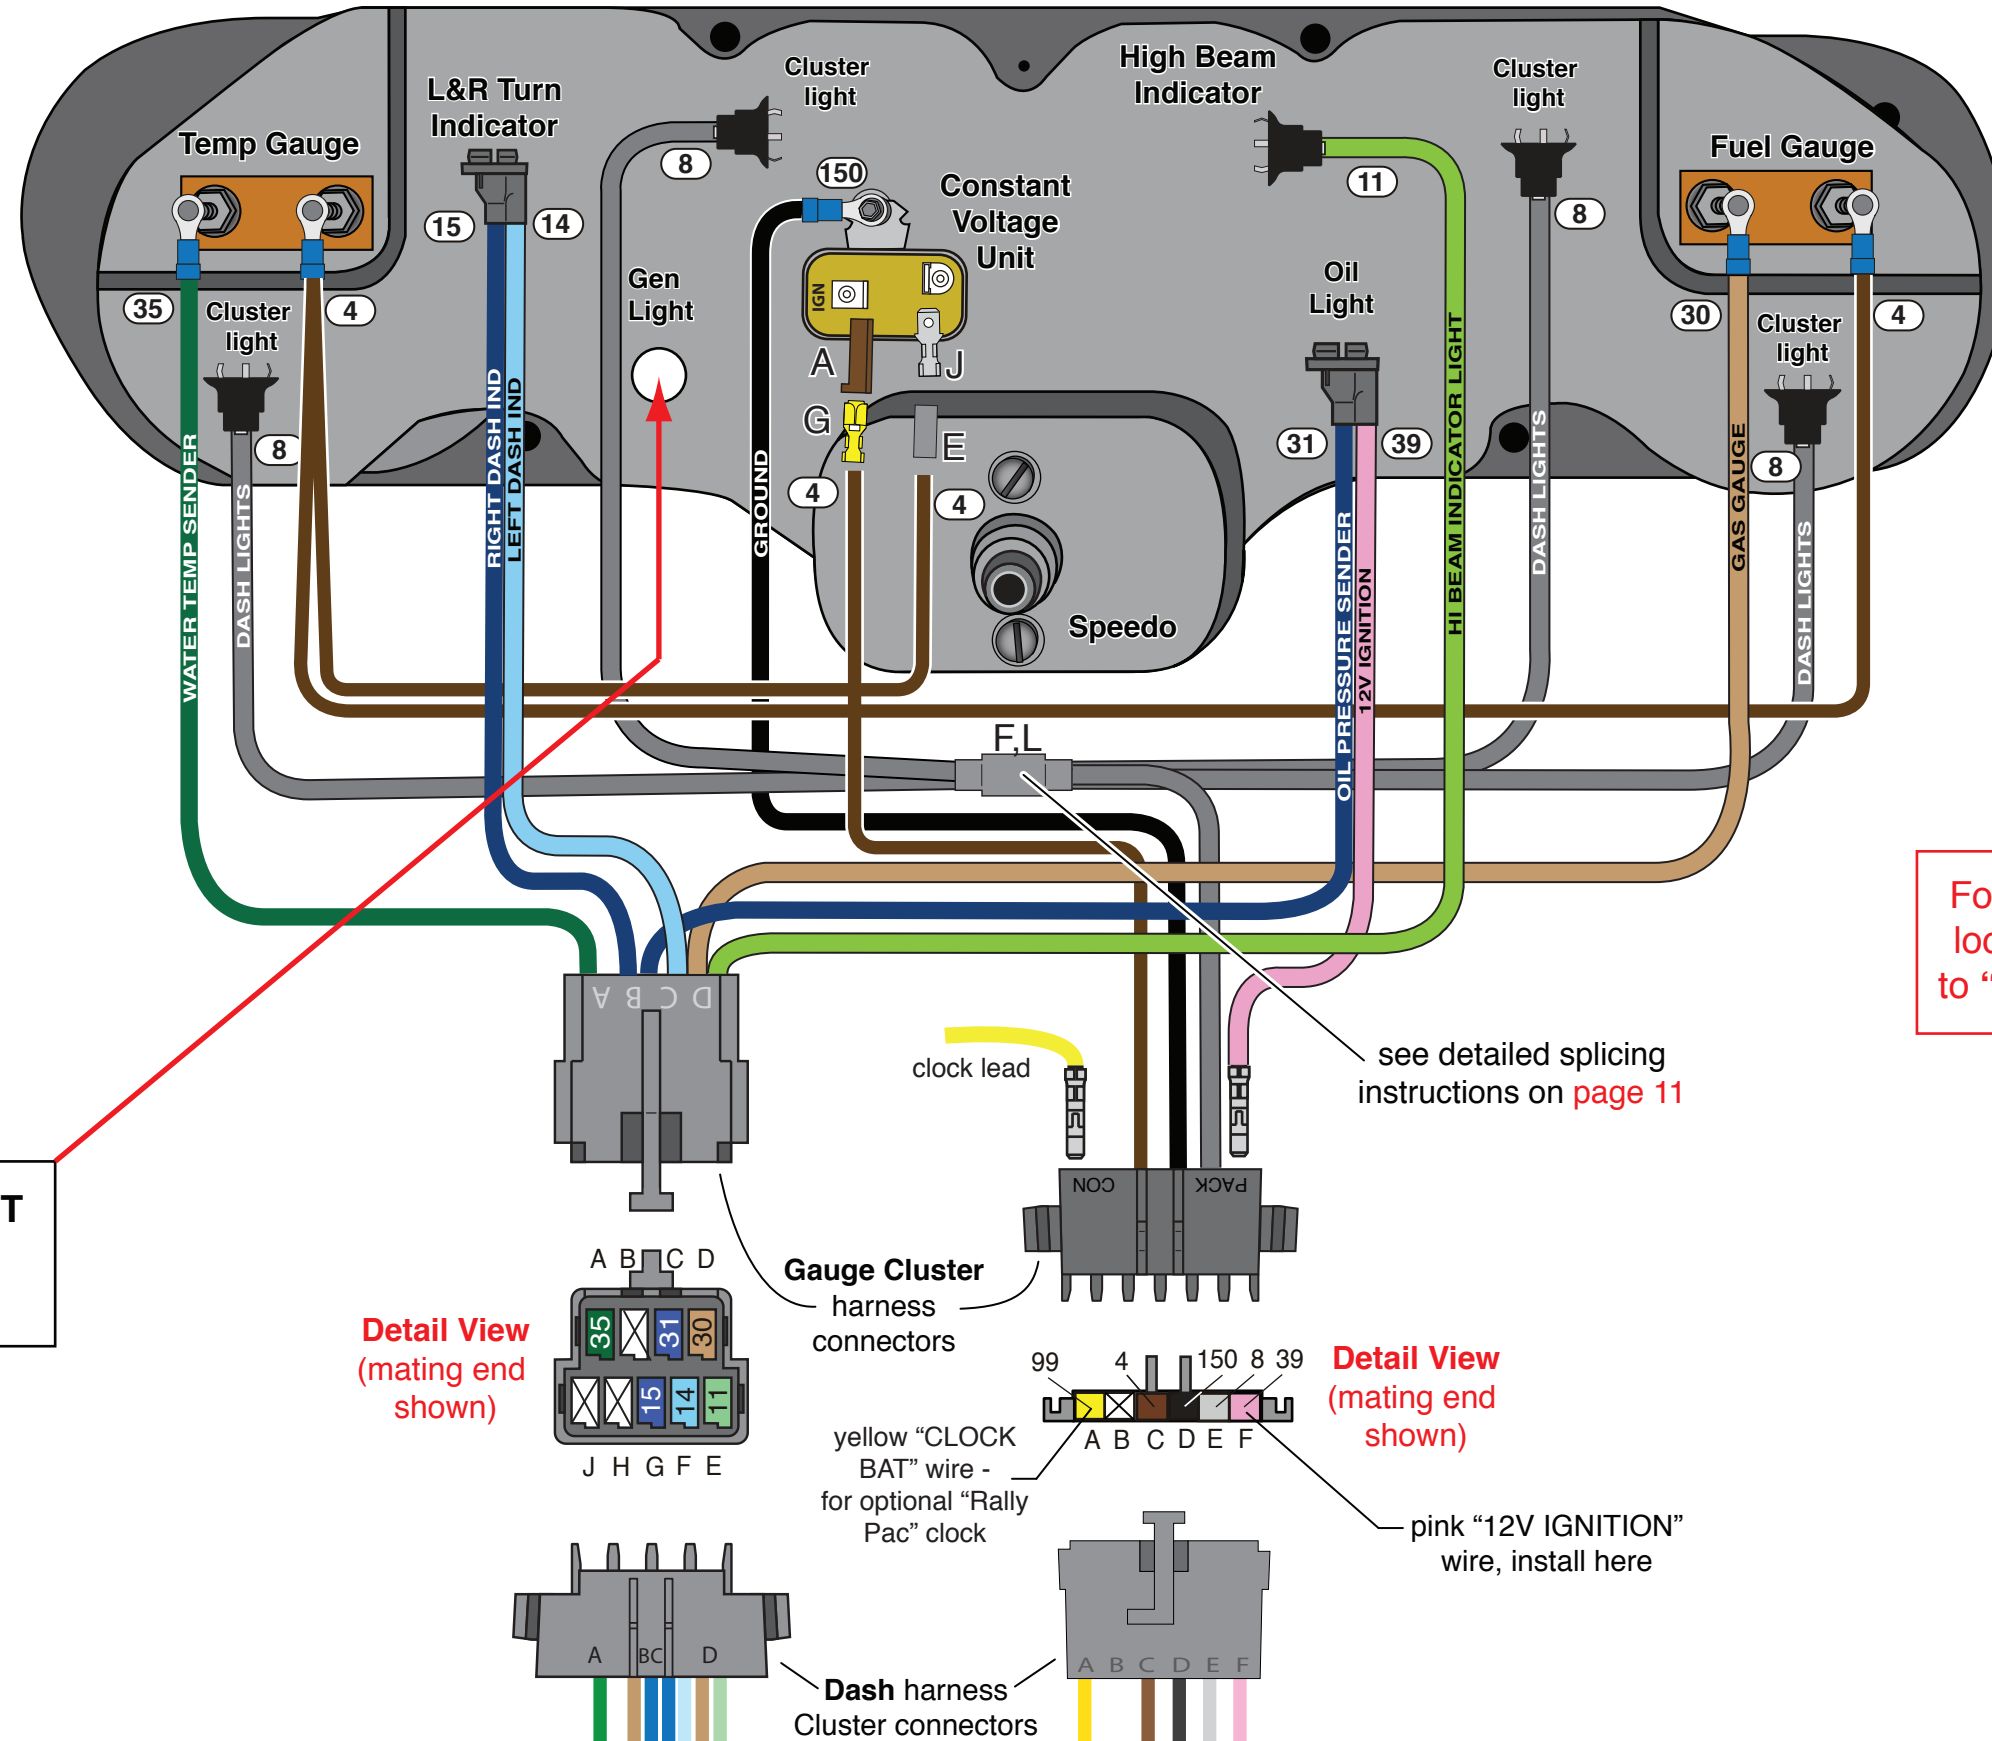 Cluster
light
High Beam
Indicator
Cluster
light
L&R Turn
Indicator
Temp Gauge
Fuel Gauge
8
150
11
8
15
14
Constant
Voltage
Unit
Gen
Light
IGN
Oil
Light
35
Cluster
light
4
30
Cluster
light
4
A
J
G
E
8
31
39
8
4
4
WATER TEMP SENDER
DASH LIGHTS
RIGHT DASH IND
LEFT DASH IND
GROUND
Speedo
OIL PRESSURE SENDER
12V IGNITION
HI BEAM INDICATOR LIGHT
DASH LIGHTS
GAS GAUGE
DASH LIGHTS
F,L
Fo
loc
to “
A B C D
clock lead
see detailed splicing
instructions on page 11
T
CON
PACK
A B C D
Gauge Cluster
harness
connectors
Detail View
(mating end
shown)
35 31 30
15 14 11
J H G F E
99 4 150 8 39
A B C D E F
Detail View
(mating end
shown)
yellow “CLOCK
BAT” wire -
for optional “Rally
Pac” clock
pink “12V IGNITION”
wire, install here
A BC D
A B C D E F
Dash harness
Cluster connectors